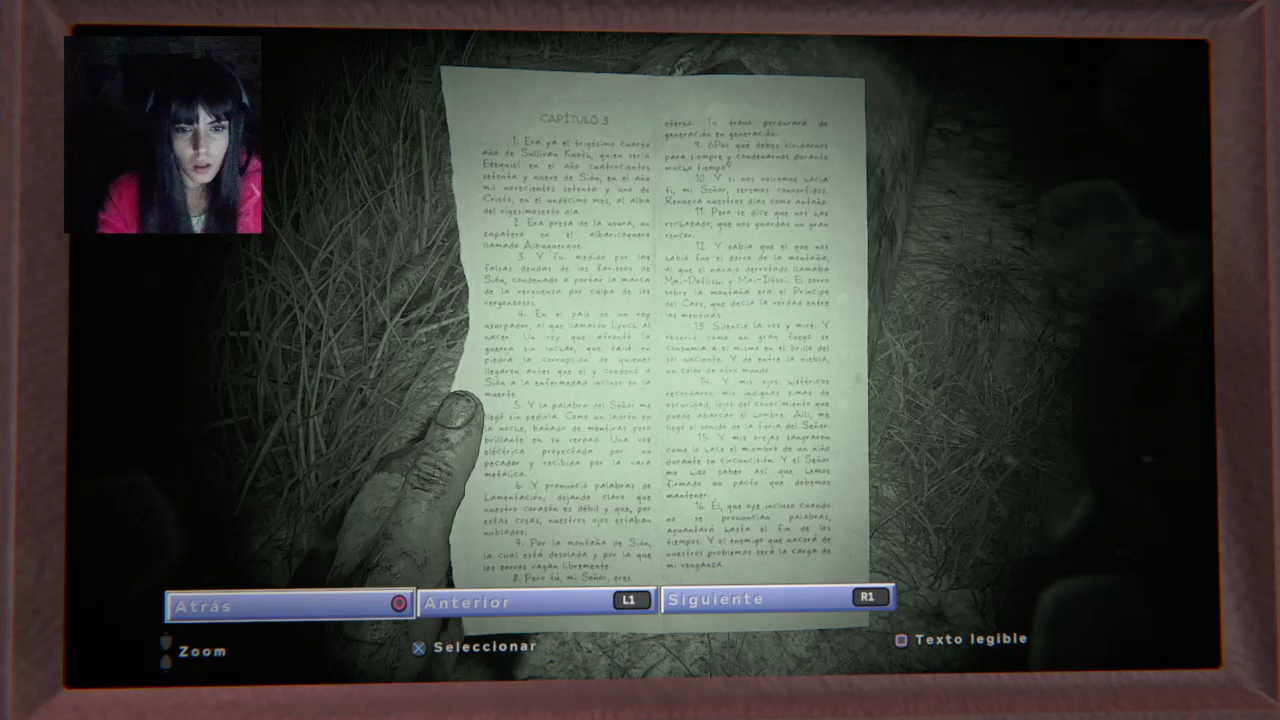 CAPÍTULO 3
1. Era ya el trigésimo cuarto
año de Sullivan Knoth, quien sería
Ezequiel en el año cuatrocientos
setenta y nueve de Sión, en el año
mil novecientos setenta y uno de
Cristo, en el undécimo mes, al alba
del vigesimosexto día.
2. Era presa de la usura, un
zapatero en el albaricoquero
llamado Albuquerque.
3. Y fui medido por las
falsas deudas de los fariseos de
Sión, condenado a portar la marca
de la vergüenza por culpa de los
vergonzosos.
4. En el país de un rey
usurpador, al que llamaron Lynch al
nacer. Un rey que afrontó la
guerra sin luchar, que talló en
piedra la corrupción de quienes
llegaron antes que él y condenó a
Sión a la enfermedad incluso en la
muerte.
5. Y la palabra del Señor me
llegó sin pedirla. Como un ladrón en
la noche, bañado de mentiras pero
brillante en su verdad. Una voz
eléctrica proyectada por un
pecador y recibida por la vara
metálica.
6. Y pronunció palabras de
Lamentación, dejando claro que
nuestro corazón es débil y que, por
estas cosas, nuestros ojos estaban
nublados.
7. Por la montaña de Sión,
la cual está desolada y por la que
los zorros vagan libremente.
8. Pero tú, mi Señor, eres
eterno. Tu trono perdurará de
generación en generación.
9. ¿Por qué debes olvidarnos
para siempre y condenarnos durante
mucho tiempo?
10. Y si nos volvemos hacia
ti, mi Señor, seremos convertidos.
Renueva nuestros días como antaño.
11. Pero se dice que nos has
rechazado, que nos guardas un gran
rencor.
12. Y sabía que el que nos
habló fue el zorro de la montaña,
al que el navajo derrotado llamaba
Mai-Dotlishi y Mai-Iltsoi. El zorro
sobre la montaña era el Príncipe
del Caos, que decía la verdad entre
las mentiras.
13. Silencié la voz y miré. Y
observé como un gran fuego se
consumía a sí mismo en el brillo del
sol naciente. Y de entre la niebla,
un color de otro mundo.
14. Y mis ojos histéricos
recordaron mis indignas simas de
oscuridad, lejos del conocimiento que
puede abarcar el hombre. Allí, me
llegó el sonido de la furia del Señor.
15. Y mis orejas sangraron
como lo hace el miembro de un niño
durante su circuncisión. Y el Señor
me hizo saber así que hemos
firmado un pacto que debemos
mantener.
16. Él, que oye incluso cuando
no se pronuncian palabras,
aguantará hasta el fin de los
tiempos. Y el enemigo que nacerá de
nuestros problemas será la carga de
mi venganza.
Atrás
Anterior L1
Siguiente R1
Zoom
Seleccionar
Texto legible